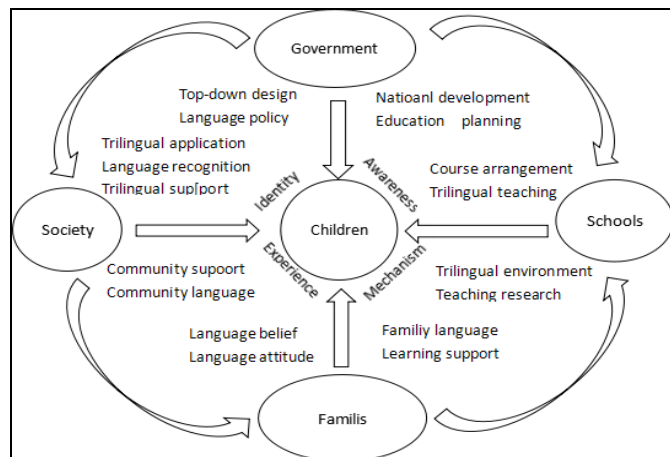 Government
Top-down design
Language policy
Natioanl development
Education planning
Trilingual application
Language recognition
Trilingual supſport
Identity
Awareness
Course arrangement
Trilingual teaching
Society
Children
Schools
Experience
Mechanism
Community supoort
Community language
Trilingual environment
Teaching research
Language belief
Language attitude
Familiy language
Learning support
Familis